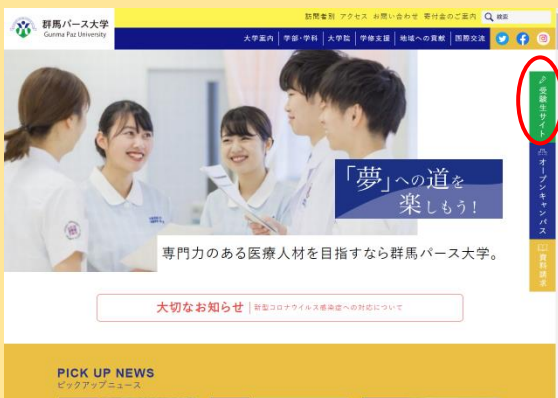 群馬パース大学
Gunma Paz University
訪問者別 アクセス お問い合わせ 寄付金のご案内 検索
大学案内 学部・学科 大学院 学修支援 地域への貢献 国際交流
受験生サイト
オープンキャンパス
資料請求
「夢」への道を
楽しもう!
専門力のある医療人材を目指すなら群馬パース大学。
大切なお知らせ 新型コロナウイルス感染症への対応について
PICK UP NEWS
ピックアップニュース